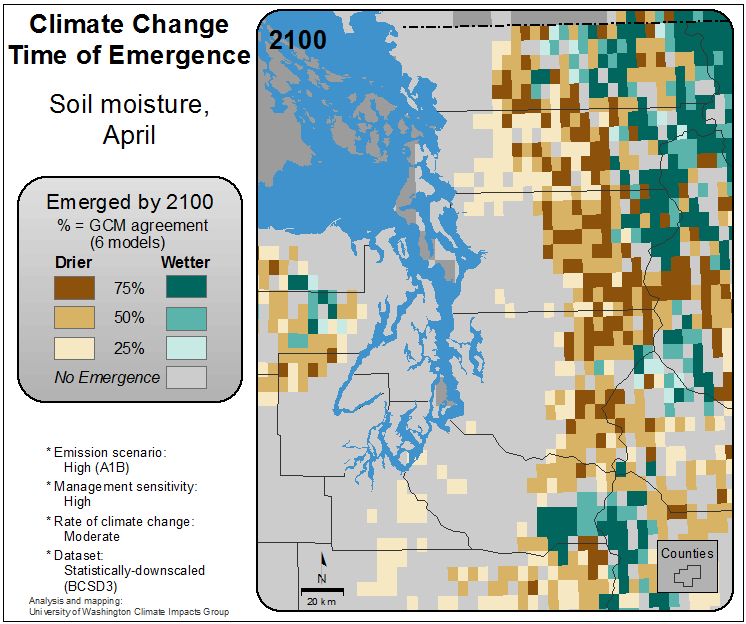 Climate Change
Time of Emergence
Soil moisture,
April
Emerged by 2100
% = GCM agreement
(6 models)
Drier Wetter
75%
50%
25%
No Emergence
* Emission scenario:
High (A1B)
* Management sensitivity:
High
* Rate of climate change:
Moderate
* Dataset:
Statistically-downscaled
(BCSD3)
Analysis and mapping:
University of Washington Climate Impacts Group
2100
N
20 km
Counties